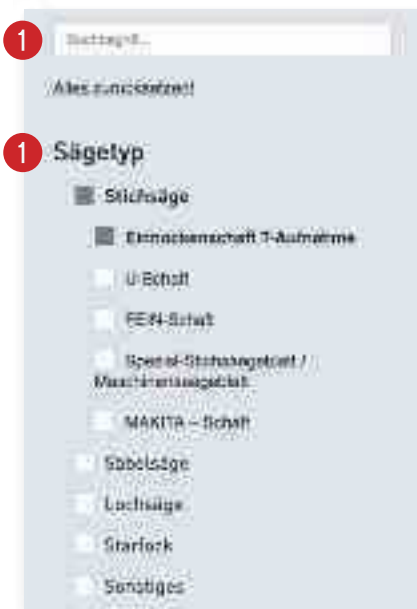 1
Suchbegriff...
Alles zurücksetzen!
1 Sägetyp
Stichsäge
Einnockenschaft T-Aufnahme
U-Schaft
FEIN-Schaft
Spezial-Stichsägeblatt /
Maschinensägeblatt
MAKITA – Schaft
Säbelsäge
Lochsäge
Starlock
Sonstiges